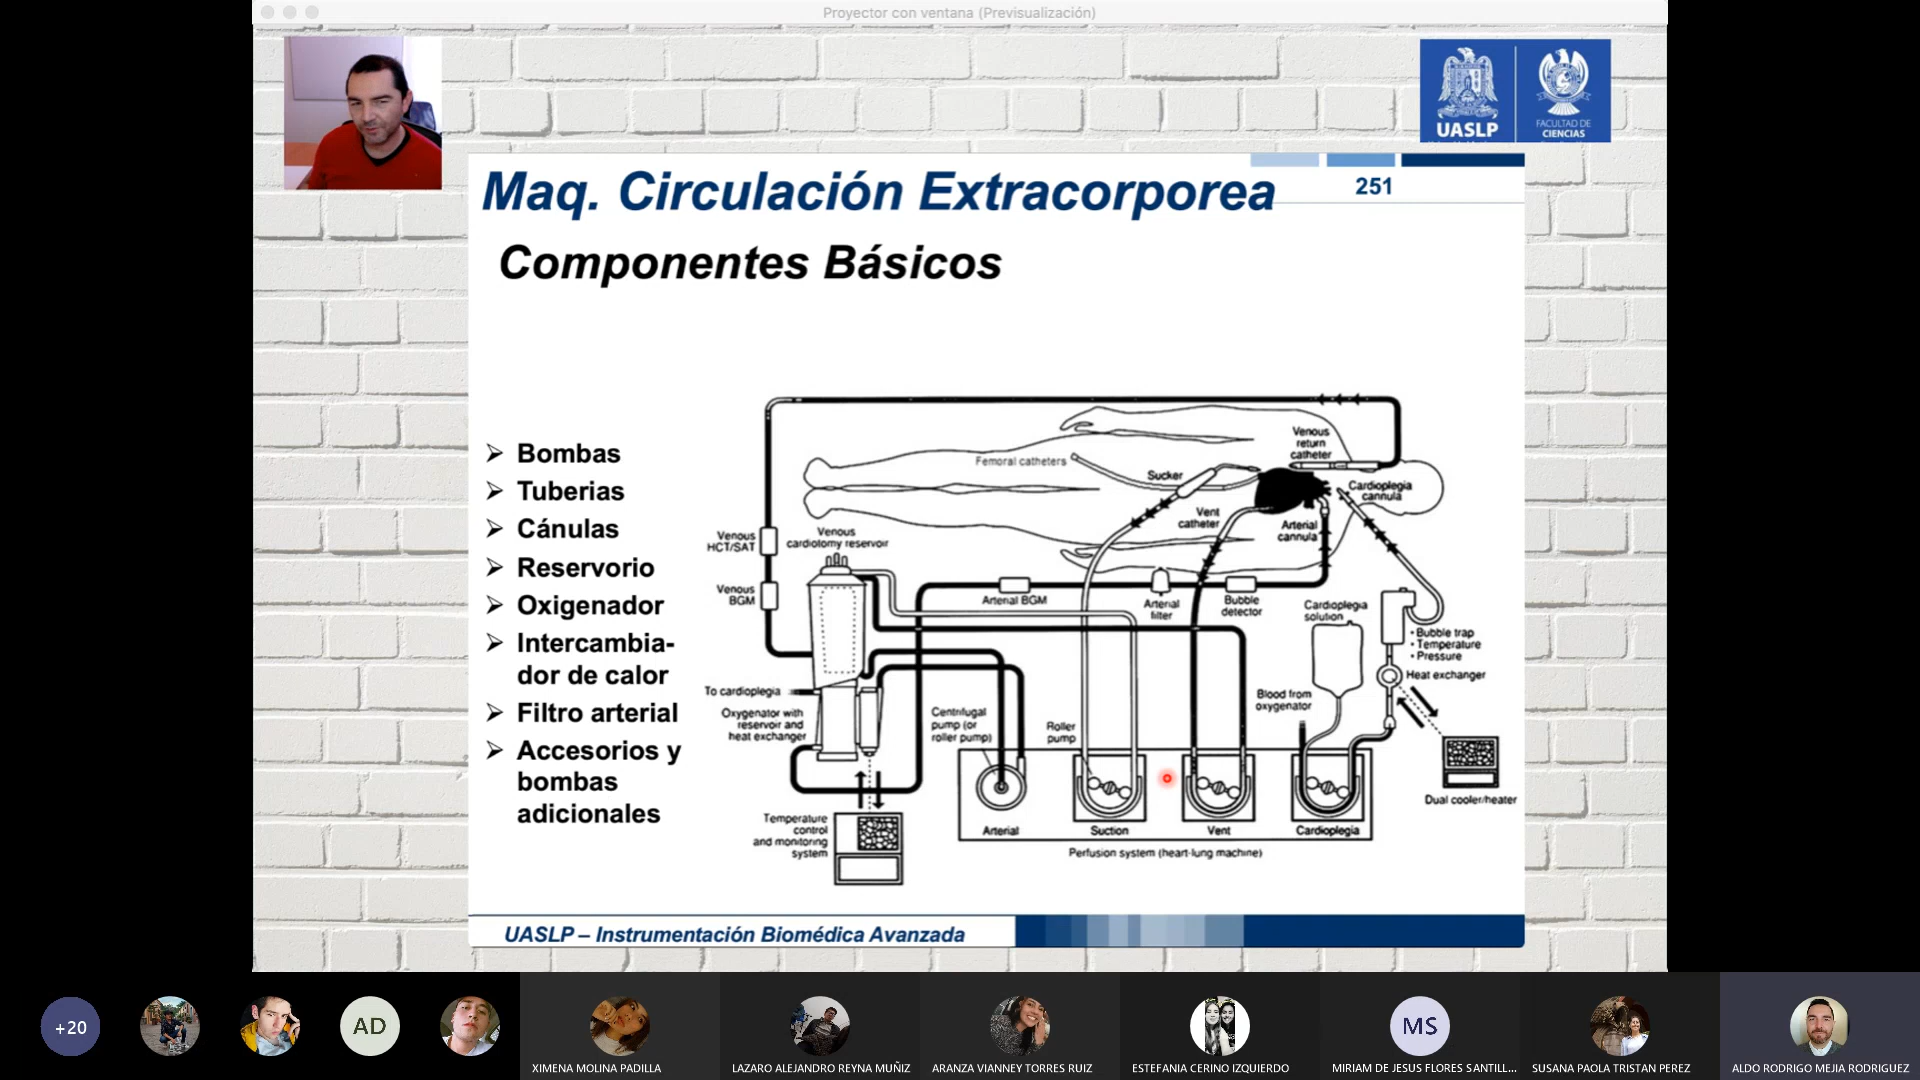 Proyector con ventana (Previsualización)
UASLP
FACULTAD DE
CIENCIAS
Maq. Circulación Extracorporea
251
Componentes Básicos
Bombas
Tuberias
Cánulas
Reservorio
Oxigenador
Intercambia-
dor de calor
Filtro arterial
Accesorios y
bombas
adicionales
Venous
return
catheter
Femoral catheters
Sucker
Cardioplegia
cannula
Vent
catheter
Arterial
cannula
Venous
HCT/SAT
Venous
cardiotomy reservoir
Venous
BGM
Arterial BGM
Arterial
filter
Bubble
detector
Cardioplegia
solution
• Bubble trap
• Temperature
• Pressure
Heat exchanger
To cardioplegia
Oxygenator with
reservoir and
heat exchanger
Centrifugal
pump (or
roller pump)
Roller
pump
Blood from
oxygenator
Dual cooler/heater
Temperature
control
and monitoring
system
Arterial
Suction
Vent
Cardioplegia
Perfusion system (heart-lung machine)
UASLP – Instrumentación Biomédica Avanzada
+20
AD
MS
XIMENA MOLINA PADILLA
LAZARO ALEJANDRO REYNA MUÑIZ
ARANZA VIANNEY TORRES RUIZ
ESTEFANIA CERINO IZQUIERDO
MIRIAM DE JESUS FLORES SANTILL...
SUSANA PAOLA TRISTAN PEREZ
ALDO RODRIGO MEJIA RODRIGUEZ